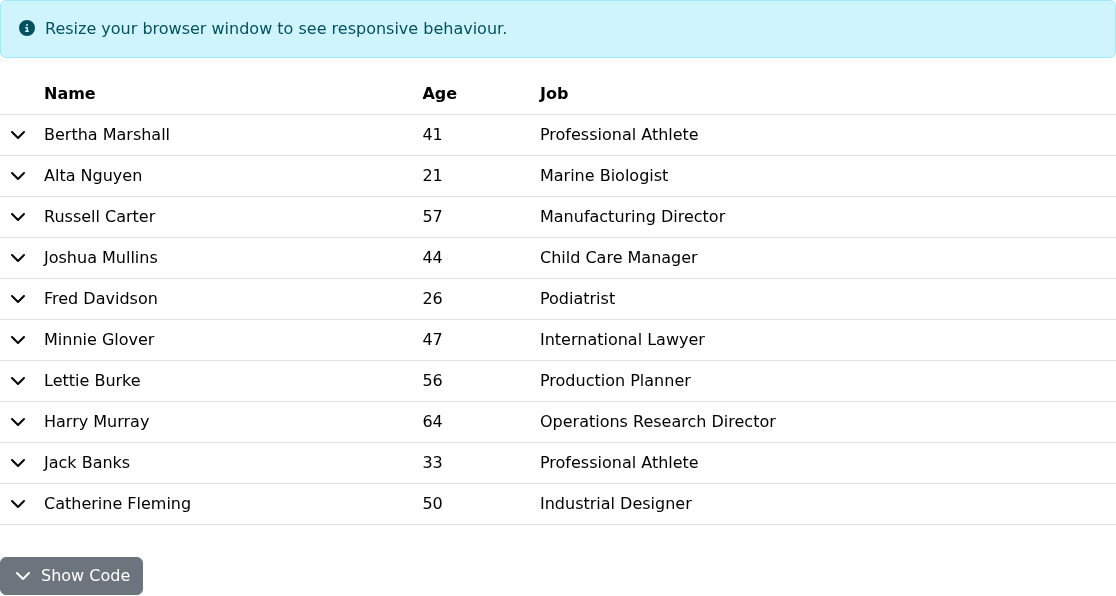 Resize your browser window to see responsive behaviour.
Name Age Job
Bertha Marshall 41 Professional Athlete
Alta Nguyen 21 Marine Biologist
Russell Carter 57 Manufacturing Director
Joshua Mullins 44 Child Care Manager
Fred Davidson 26 Podiatrist
Minnie Glover 47 International Lawyer
Lettie Burke 56 Production Planner
Harry Murray 64 Operations Research Director
Jack Banks 33 Professional Athlete
Catherine Fleming 50 Industrial Designer
Show Code